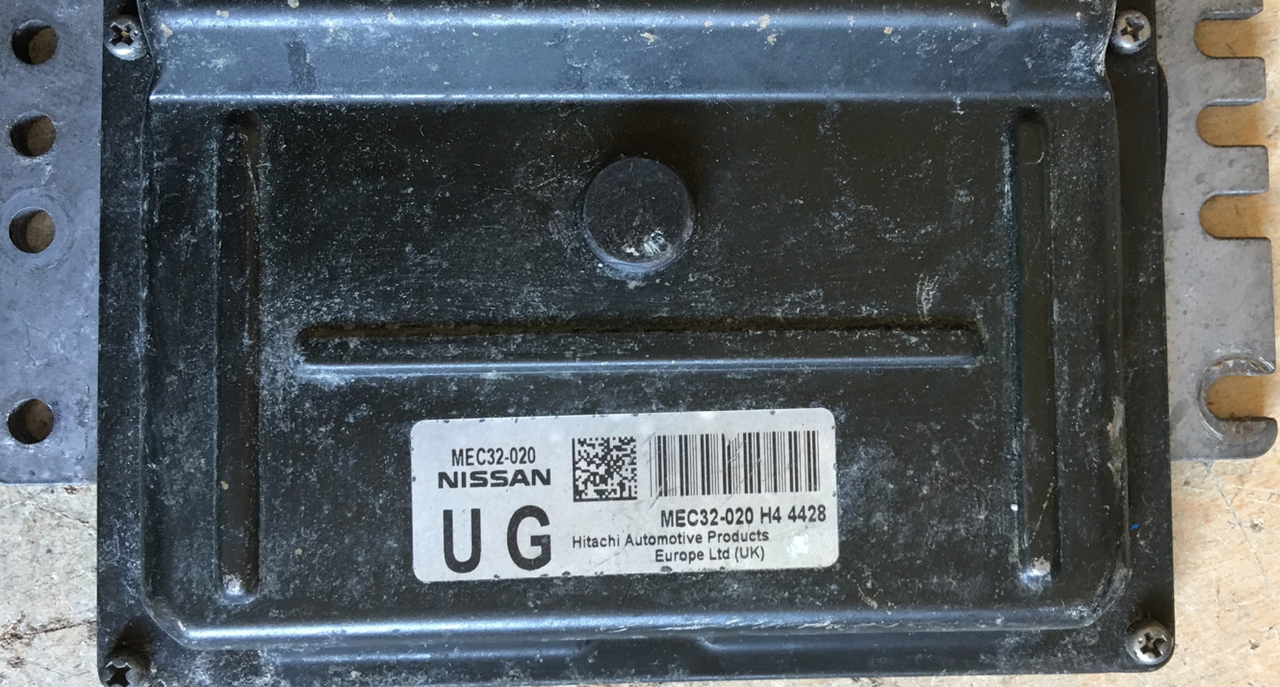 MEC32-020
NISSAN
U G
MEC32-020 H4 4428
Hitachi Automotive Products
Europe Ltd (UK)